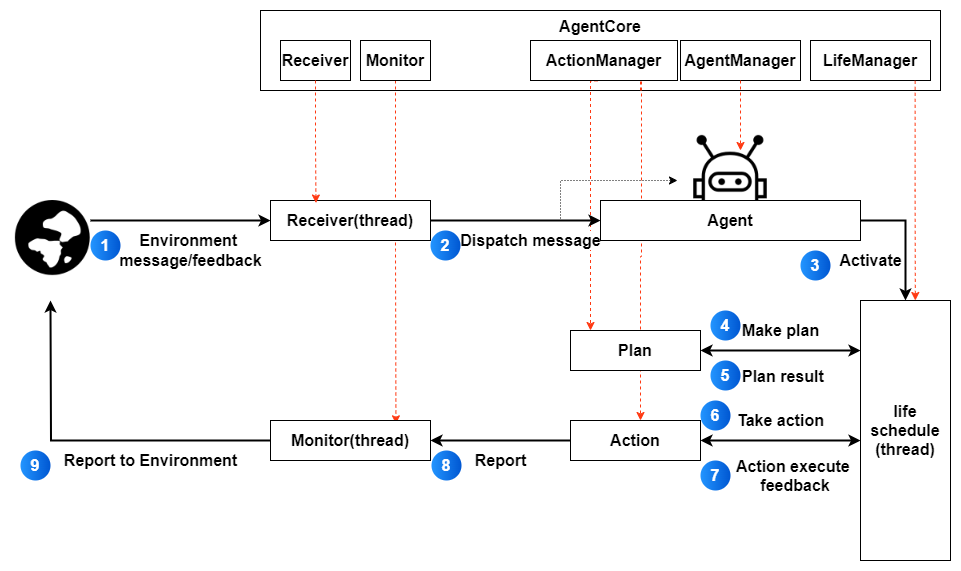 AgentCore
Receiver
Monitor
ActionManager
AgentManager
LifeManager
Receiver(thread)
Agent
1
Environment
message/feedback
2
Dispatch message
3
Activate
4
Make plan
Plan
5
Plan result
6
Take action
life
schedule
(thread)
Monitor(thread)
Action
9
Report to Environment
8
Report
7
Action execute
feedback